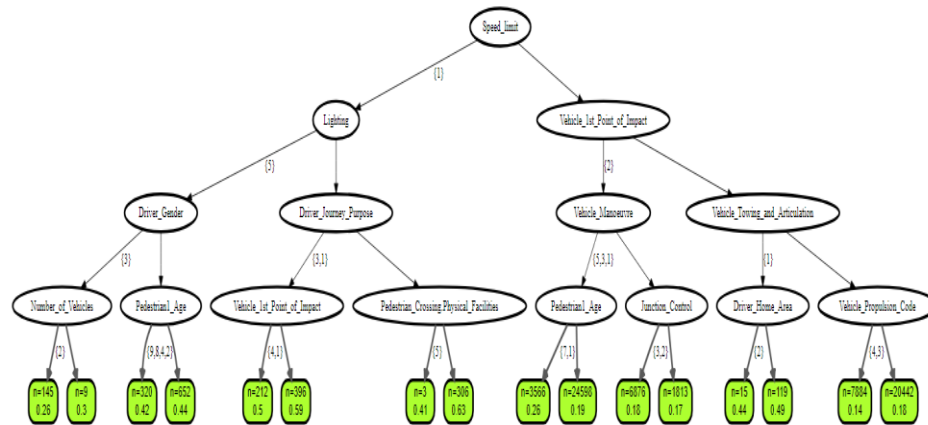 Speed_limit
{1}
Lighting
Vehicle_1st_Point_of_Impact
{5}
{2}
Driver_Gender
Driver_Journey_Purpose
Vehicle_Manoeuvre
Vehicle_Towing_and_Articulation
{3}
{3,1}
{5,3,1}
{1}
Number_of_Vehicles
Pedestrian1_Age
Vehicle_1st_Point_of_Impact
Pedestrian_Crossing.Physical_Facilities
Pedestrian1_Age
Junction_Control
Driver_Home_Area
Vehicle_Propulsion_Code
{2}
{9,8,4,2}
{4,1}
{5}
{7,1}
{3,2}
{2}
{4,3}
n=145
0.26
n=9
0.3
n=320
0.42
n=652
0.44
n=212
0.5
n=396
0.59
n=3
0.41
n=306
0.63
n=3566
0.26
n=24598
0.19
n=6876
0.18
n=1813
0.17
n=15
0.44
n=119
0.49
n=7884
0.14
n=20442
0.18